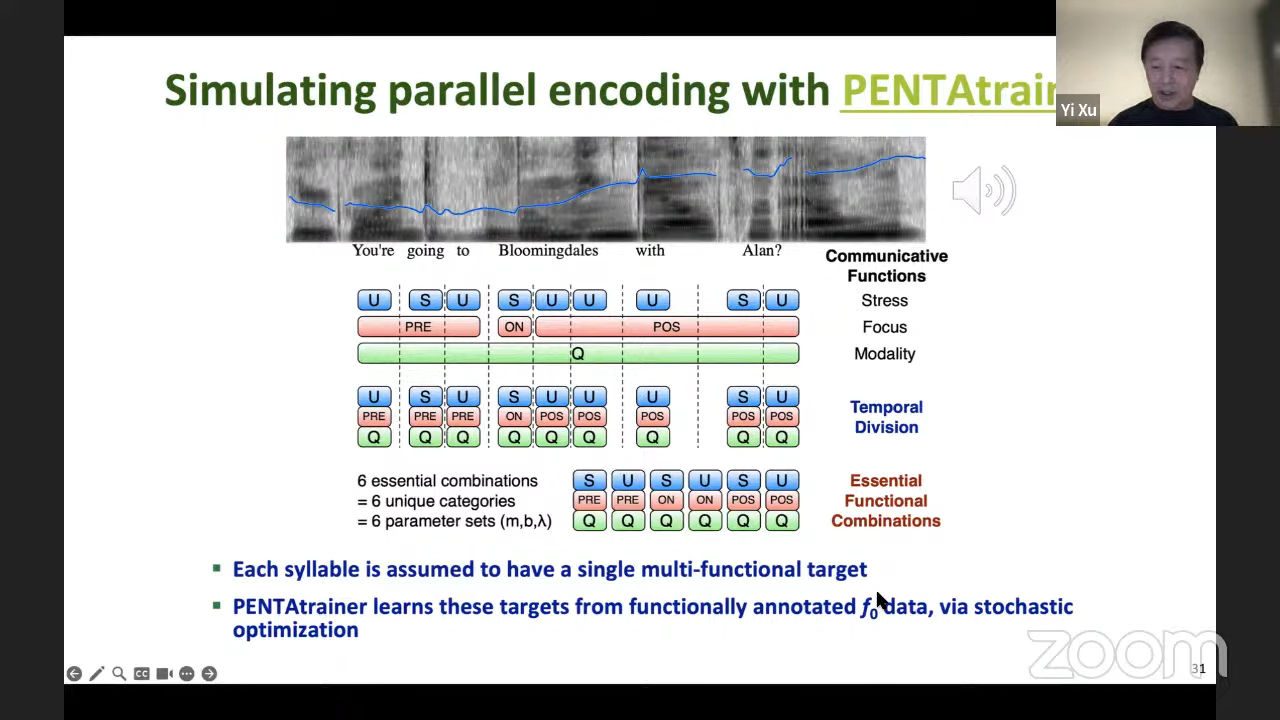 Simulating parallel encoding with PENTAtrain
Yi Xu
You're going to Bloomingdales with Alan?
Communicative
Functions
U S U S U U U S U Stress
PRE ON POS Focus
Q Modality
U S U S U U U S U
PRE PRE PRE ON POS POS POS POS POS
Q Q Q Q Q Q Q Q Q
Temporal
Division
6 essential combinations
= 6 unique categories
= 6 parameter sets (m,b,λ)
S U S U S U
PRE PRE ON ON POS POS
Q Q Q Q Q Q
Essential
Functional
Combinations
▪ Each syllable is assumed to have a single multi-functional target
▪ PENTAtrainer learns these targets from functionally annotated f0 data, via stochastic
optimization
CC
zoom
31